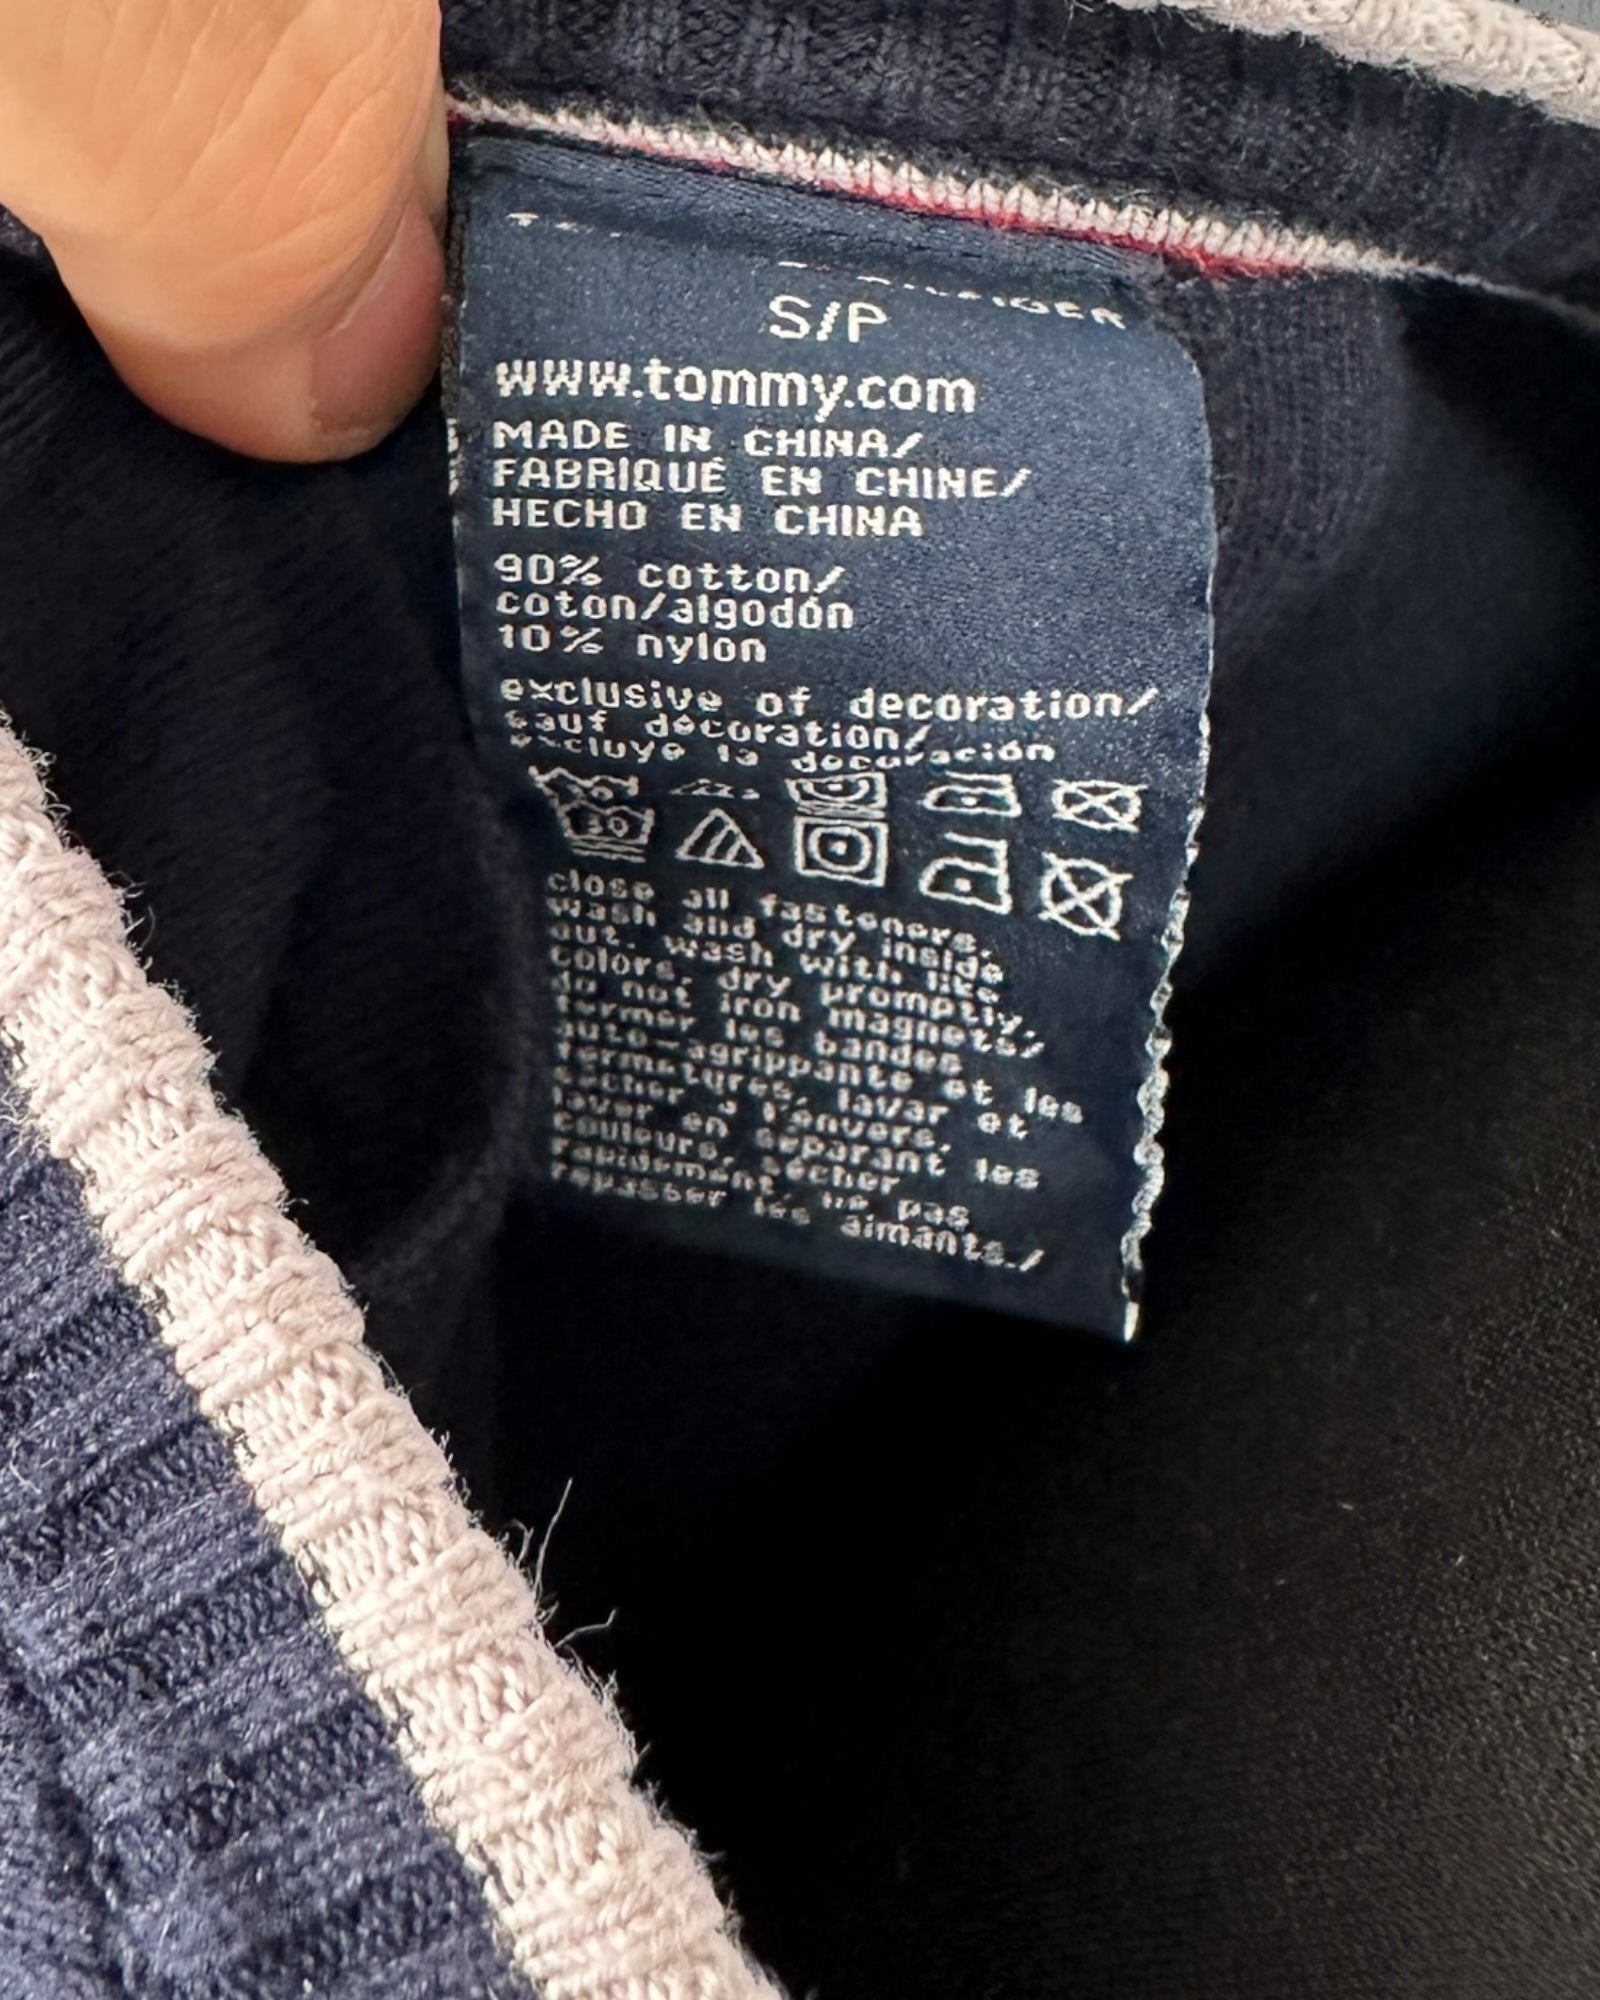 S/P
www.tommy.com
MADE IN CHINA/
FABRIQUÉ EN CHINE/
HECHO EN CHINA
90% cotton/
coton/algodón
10% nylon
exclusive of decoration/
sauf décoration/
excluye la decoración
30
close all fasteners.
wash and dry inside
out. wash with like
colors. dry promptly.
do not iron magnets/
fermer les bandes
auto-agrippante et les
fermetures. lavar et
sécher à l'envers.
laver en séparant les
couleurs. sécher
rapidement. ne pas
repasser les aimants./